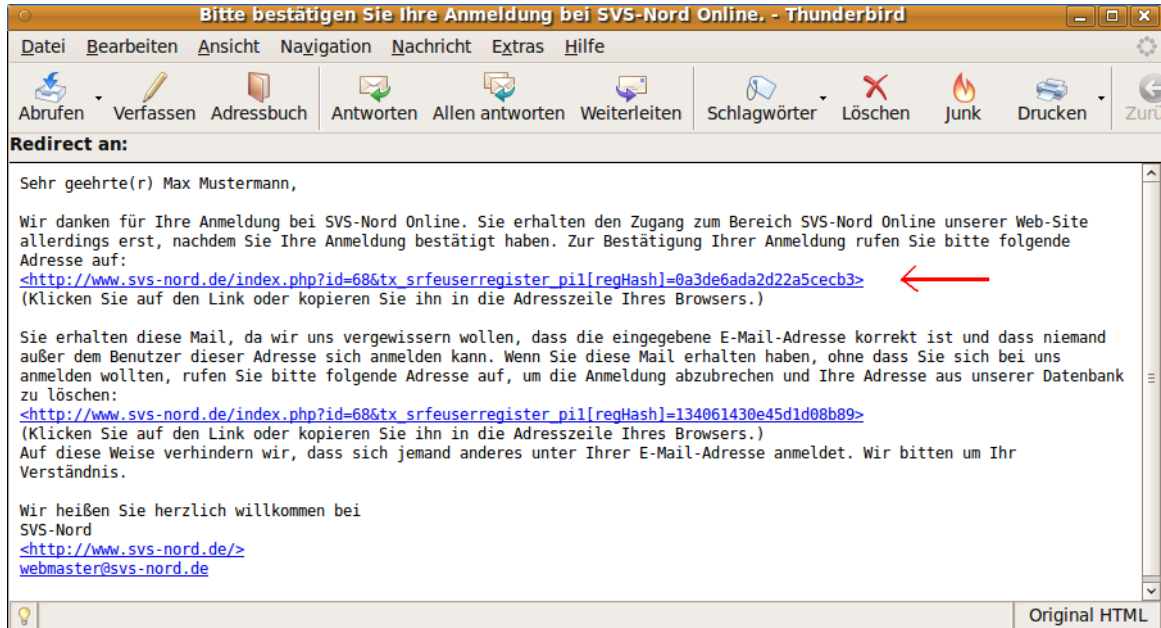 Bitte bestätigen Sie Ihre Anmeldung bei SVS-Nord Online. - Thunderbird
Datei Bearbeiten Ansicht Navigation Nachricht Extras Hilfe
Abrufen Verfassen Adressbuch Antworten Allen antworten Weiterleiten Schlagwörter Löschen Junk Drucken
Redirect an:
Sehr geehrte(r) Max Mustermann,
Wir danken für Ihre Anmeldung bei SVS-Nord Online. Sie erhalten den Zugang zum Bereich SVS-Nord Online unserer Web-Site
allerdings erst, nachdem Sie Ihre Anmeldung bestätigt haben. Zur Bestätigung Ihrer Anmeldung rufen Sie bitte folgende
Adresse auf:
<http://www.svs-nord.de/index.php?id=68&tx_srfeuserregister_pi1[regHash]=0a3de6ada2d22a5cecb3>
(Klicken Sie auf den Link oder kopieren Sie ihn in die Adresszeile Ihres Browsers.)
Sie erhalten diese Mail, da wir uns vergewissern wollen, dass die eingegebene E-Mail-Adresse korrekt ist und dass niemand
außer dem Benutzer dieser Adresse sich anmelden kann. Wenn Sie diese Mail erhalten haben, ohne dass Sie sich bei uns
anmelden wollten, rufen Sie bitte folgende Adresse auf, um die Anmeldung abzubrechen und Ihre Adresse aus unserer Datenbank
zu löschen:
<http://www.svs-nord.de/index.php?id=68&tx_srfeuserregister_pi1[regHash]=134061430e45d1d08b89>
(Klicken Sie auf den Link oder kopieren Sie ihn in die Adresszeile Ihres Browsers.)
Auf diese Weise verhindern wir, dass sich jemand anderes unter Ihrer E-Mail-Adresse anmeldet. Wir bitten um Ihr
Verständnis.
Wir heißen Sie herzlich willkommen bei
SVS-Nord
<http://www.svs-nord.de/>
webmaster@svs-nord.de
Original HTML